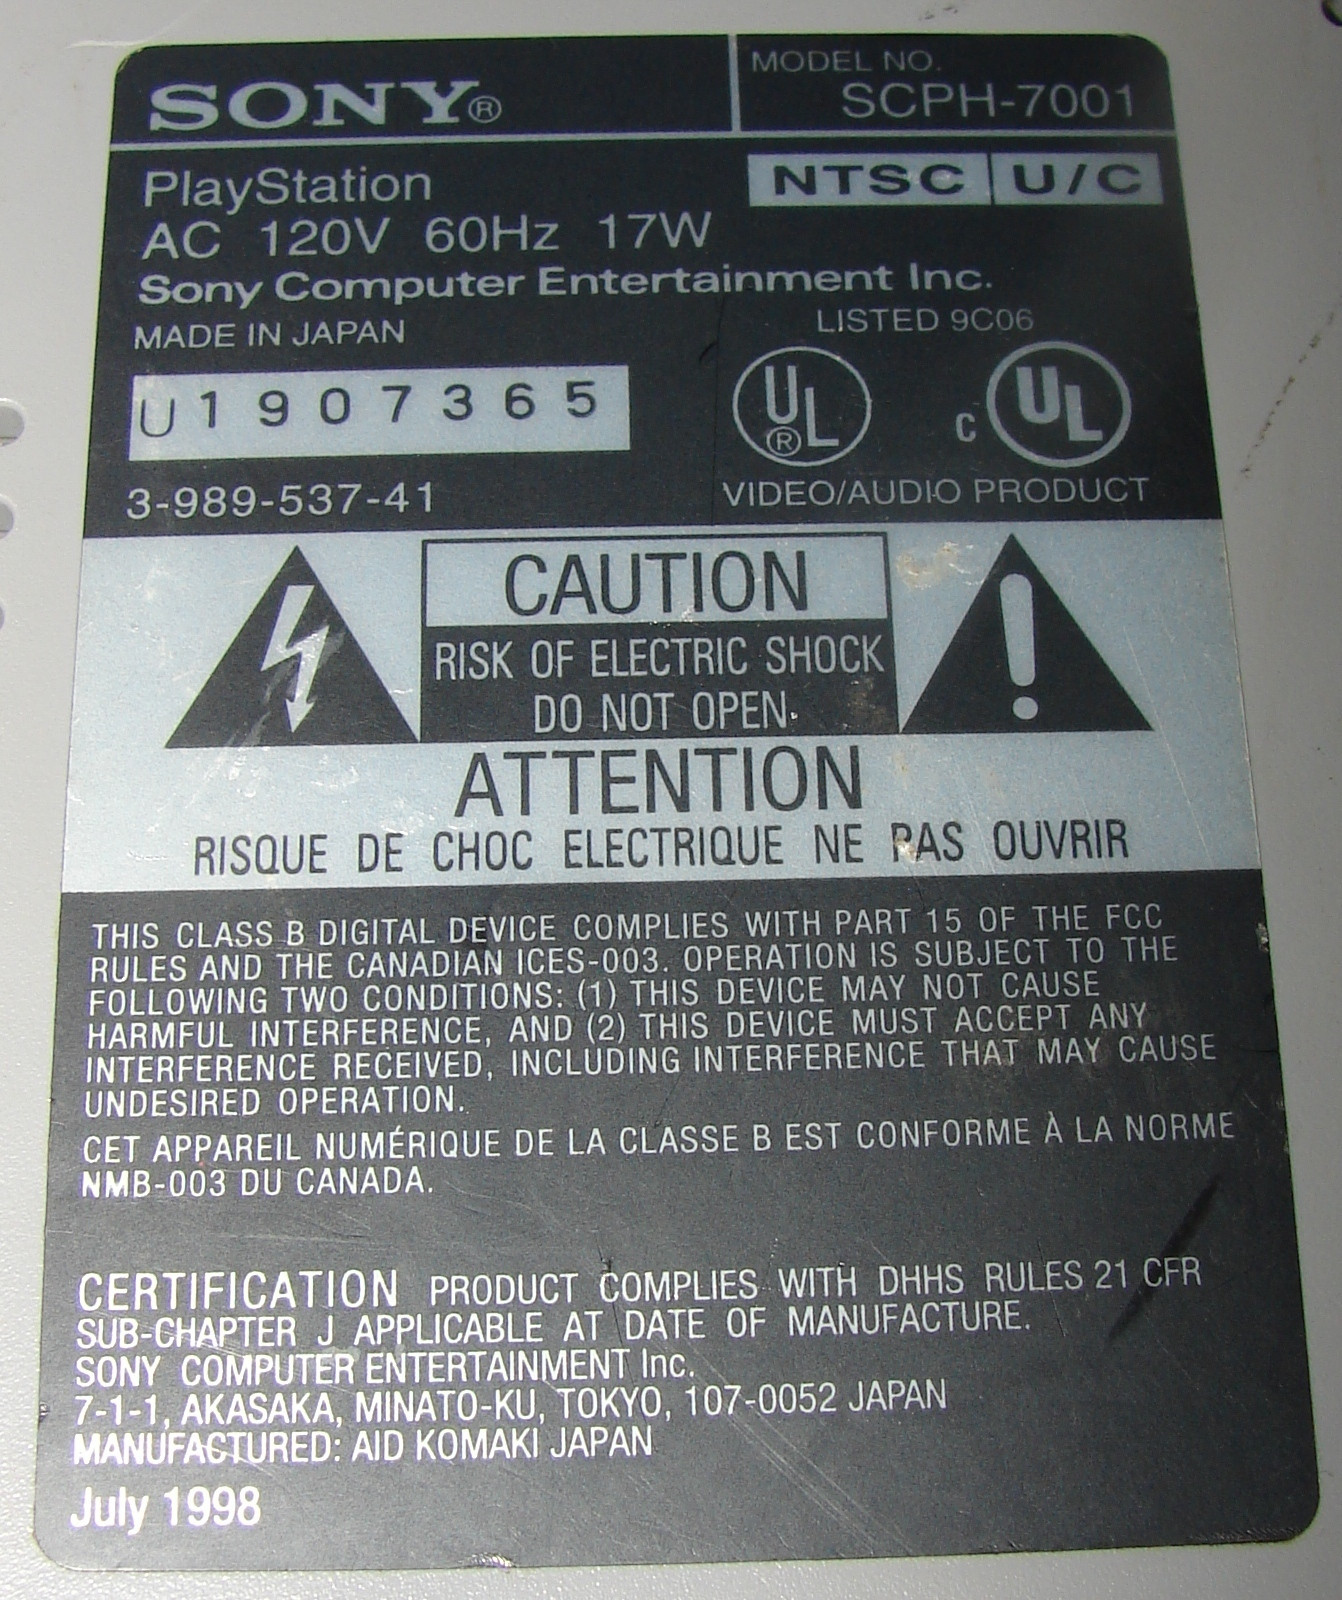 SONY®
MODEL NO.
SCPH-7001
PlayStation
NTSC U/C
AC 120V 60Hz 17W
Sony Computer Entertainment Inc.
MADE IN JAPAN
LISTED 9C06
U1907365
UL®
C UL
3-989-537-41
VIDEO/AUDIO PRODUCT
CAUTION
RISK OF ELECTRIC SHOCK
DO NOT OPEN.
ATTENTION
RISQUE DE CHOC ELECTRIQUE NE PAS OUVRIR
THIS CLASS B DIGITAL DEVICE COMPLIES WITH PART 15 OF THE FCC
RULES AND THE CANADIAN ICES-003. OPERATION IS SUBJECT TO THE
FOLLOWING TWO CONDITIONS: (1) THIS DEVICE MAY NOT CAUSE
HARMFUL INTERFERENCE, AND (2) THIS DEVICE MUST ACCEPT ANY
INTERFERENCE RECEIVED, INCLUDING INTERFERENCE THAT MAY CAUSE
UNDESIRED OPERATION.
CET APPAREIL NUMÉRIQUE DE LA CLASSE B EST CONFORME À LA NORME
NMB-003 DU CANADA.
CERTIFICATION PRODUCT COMPLIES WITH DHHS RULES 21 CFR
SUB-CHAPTER J APPLICABLE AT DATE OF MANUFACTURE.
SONY COMPUTER ENTERTAINMENT Inc.
7-1-1, AKASAKA, MINATO-KU, TOKYO, 107-0052 JAPAN
MANUFACTURED: AID KOMAKI JAPAN
July 1998